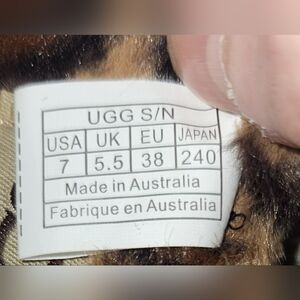 UGG S/N
USA UK EU JAPAN
7 5.5 38 240
Made in Australia
Fabrique en Australia